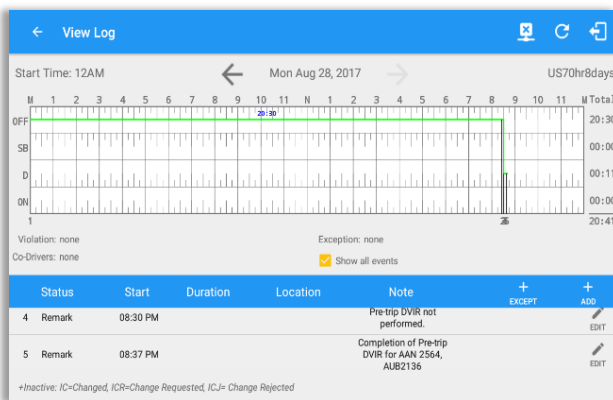 View Log
Start Time: 12AM Mon Aug 28, 2017 US70hr8days
M 1 2 3 4 5 6 7 8 9 10 11 N 1 2 3 4 5 6 7 8 9 10 11 M Total
OFF 20:30 20:30
SB 00:00
D 00:11
ON 00:00
1 20:41
Violation: none Exception: none
Co-Drivers: none Show all events
Status Start Duration Location Note + EXCEPT + ADD
4 Remark 08:30 PM Pre-trip DVIR not
performed. EDIT
5 Remark 08:37 PM Completion of Pre-trip
DVIR for AAN 2564,
AUB2136 EDIT
+Inactive: IC=Changed, ICR=Change Requested, ICJ= Change Rejected